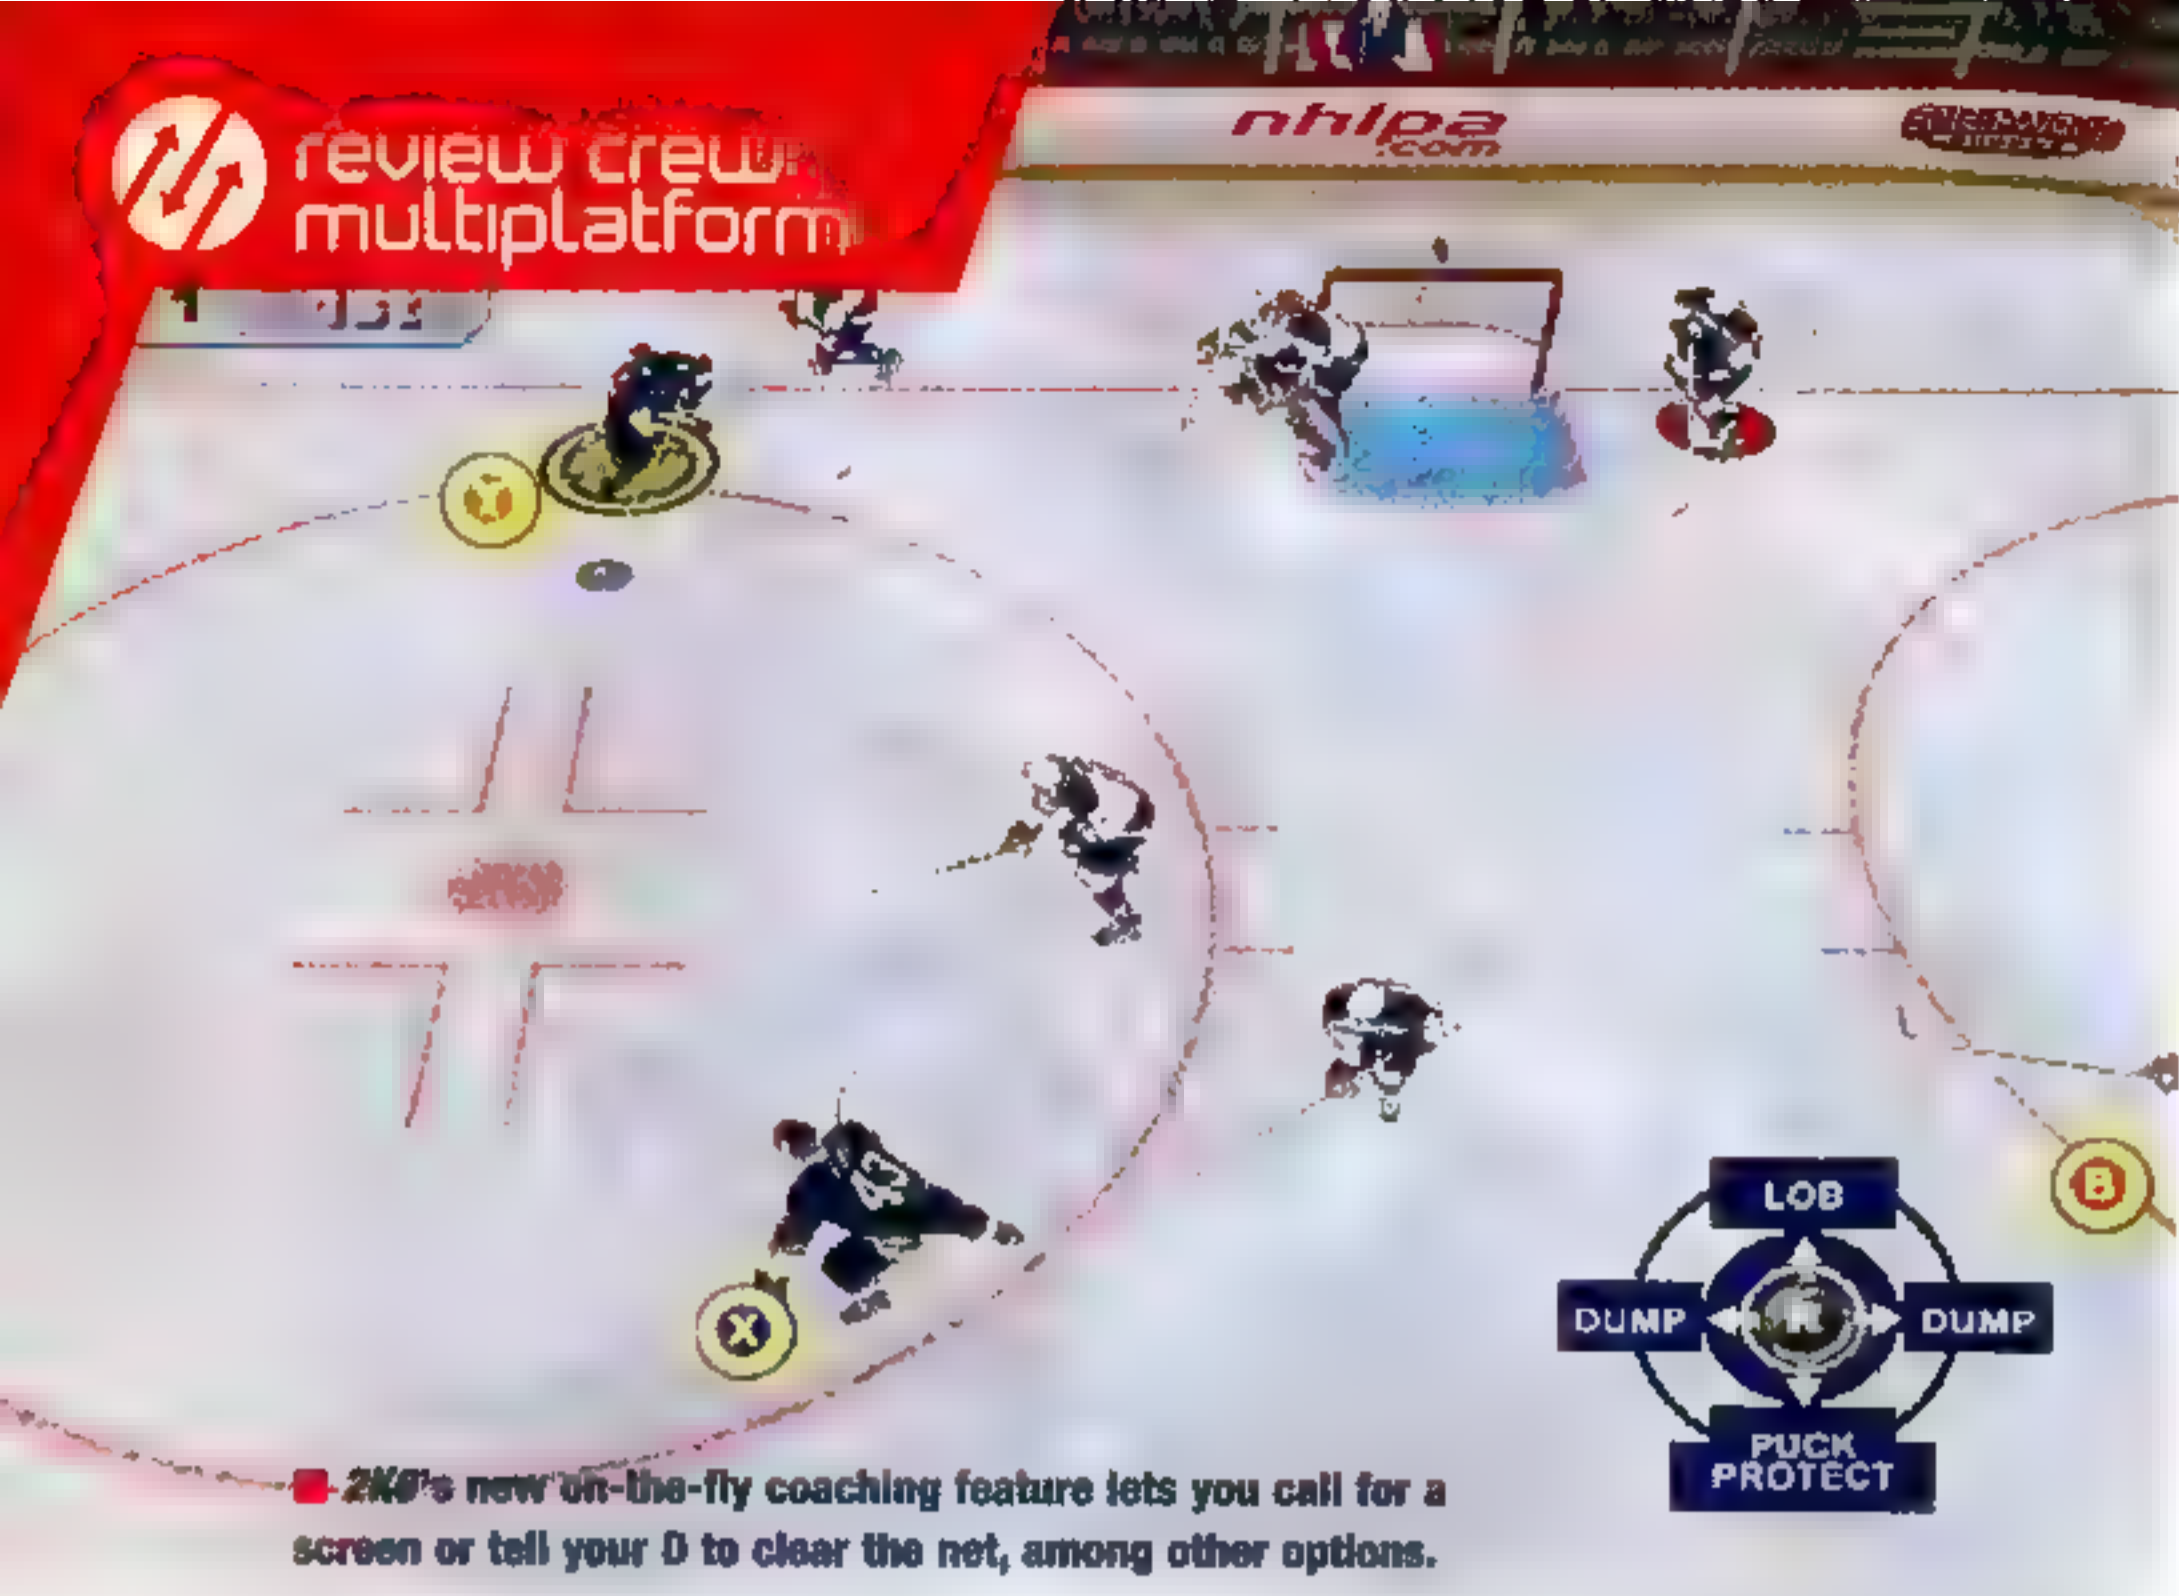 review crew
multiplatform
nhlpa
.com
Y
X
B
LOB
DUMP
DUMP
PUCK
PROTECT
new on-the-fly coaching feature lets you call for a
screen or tell your D to clear the net, among other options.